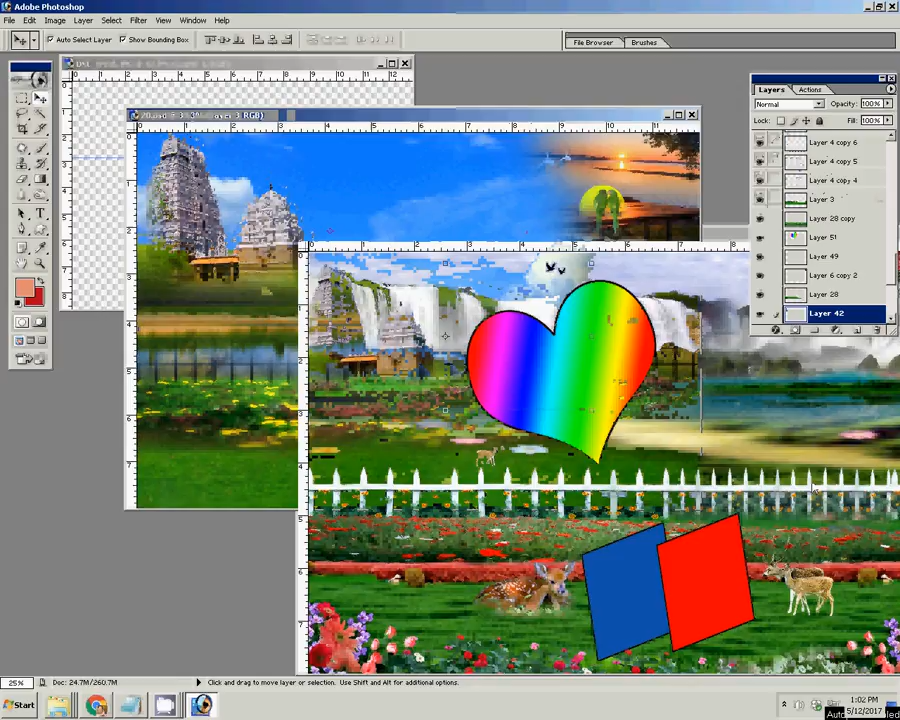 Adobe Photoshop
File Edit Image Layer Select Filter View Window Help
Auto Select Layer Show Bounding Box
File Browser Brushes
Layers Actions
Normal Opacity: 100%
Lock: Fill: 100%
Layer 4 copy 6
Layer 4 copy 5
Layer 4 copy 4
Layer 3
Layer 28 copy
Layer 51
Layer 49
Layer 6 copy 2
Layer 28
Layer 42
25% Doc: 24.7M/260.7M Click and drag to move layer or selection. Use Shift and Alt for additional options.
Start
1:02 PM
5/12/2017